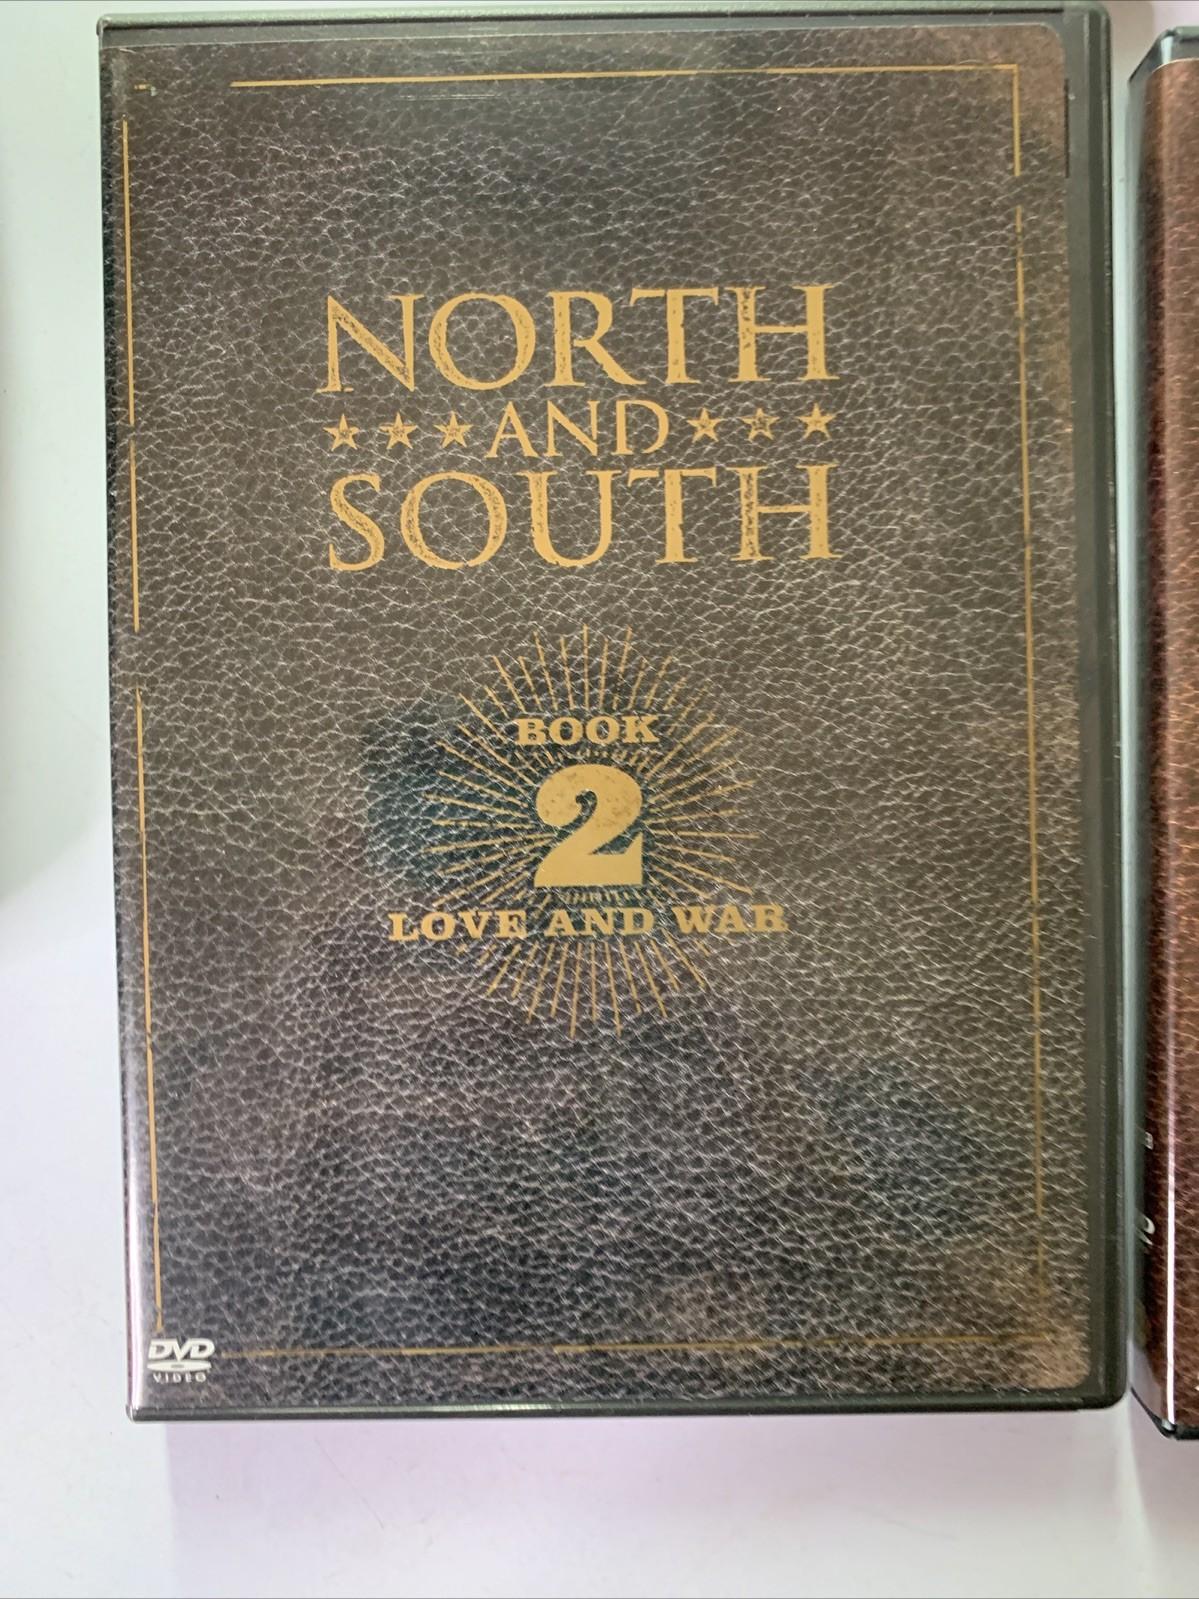 NORTH
AND
SOUTH
BOOK
2
LOVE AND WAR
DVD
VIDEO